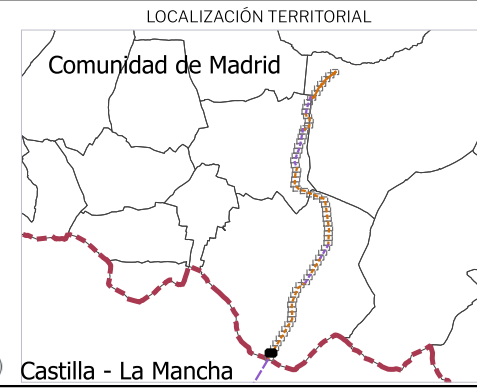 LOCALIZACIÓN TERRITORIAL
Comunidad de Madrid
Castilla - La Mancha